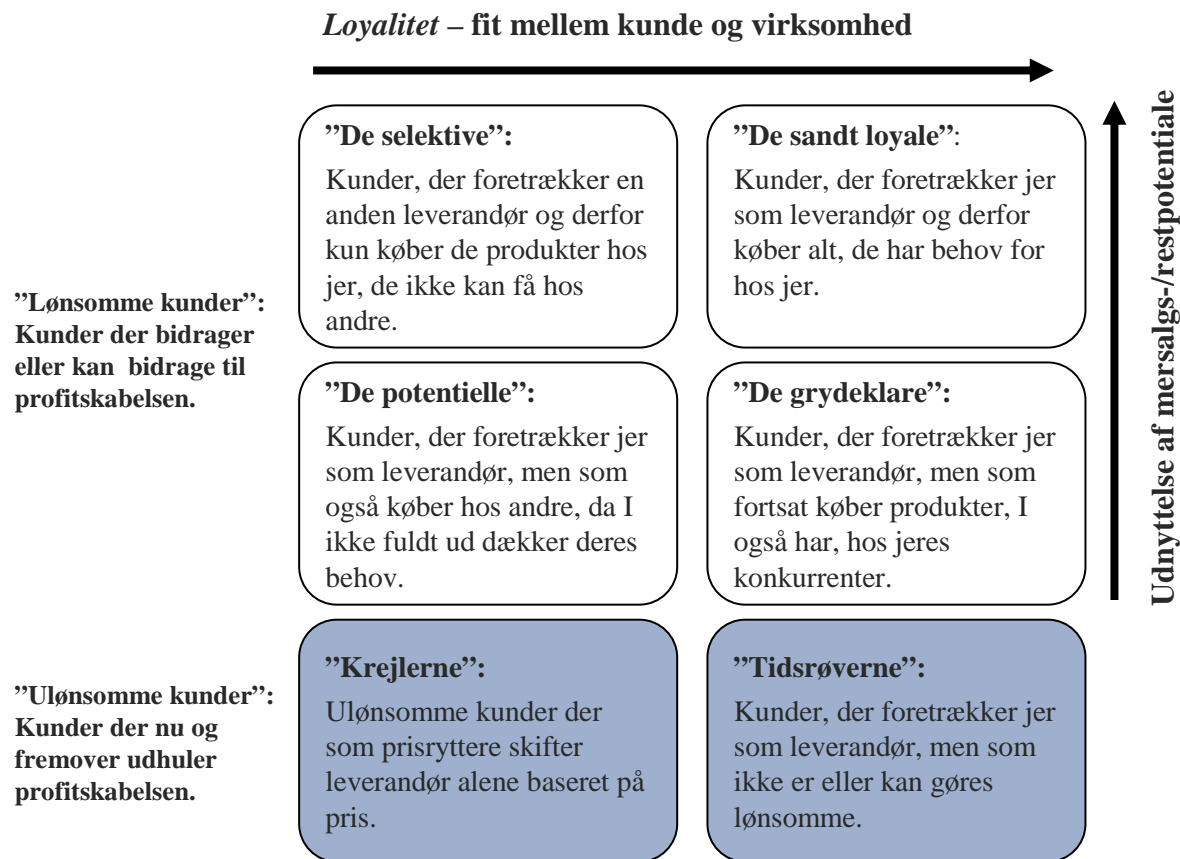 Loyalitet – fit mellem kunde og virksomhed
”De selektive”:
Kunder, der foretrækker en
anden leverandør og derfor
kun køber de produkter hos
jer, de ikke kan få hos
andre.
”De sandt loyale”:
Kunder, der foretrækker jer
som leverandør og derfor
køber alt, de har behov for
hos jer.
”Lønsomme kunder”:
Kunder der bidrager
eller kan bidrage til
profitskabelsen.
”De potentielle”:
Kunder, der foretrækker jer
som leverandør, men som
også køber hos andre, da I
ikke fuldt ud dækker deres
behov.
”De grydeklare”:
Kunder, der foretrækker jer
som leverandør, men som
fortsat køber produkter, I
også har, hos jeres
konkurrenter.
Udnyttelse af mersalgs-/restpotentiale
”Ulønsomme kunder”:
Kunder der nu og
fremover udhuler
profitskabelsen.
”Krejlerne”:
Ulønsomme kunder der
som prisryttere skifter
leverandør alene baseret på
pris.
”Tidsrøverne”:
Kunder, der foretrækker jer
som leverandør, men som
ikke er eller kan gøres
lønsomme.